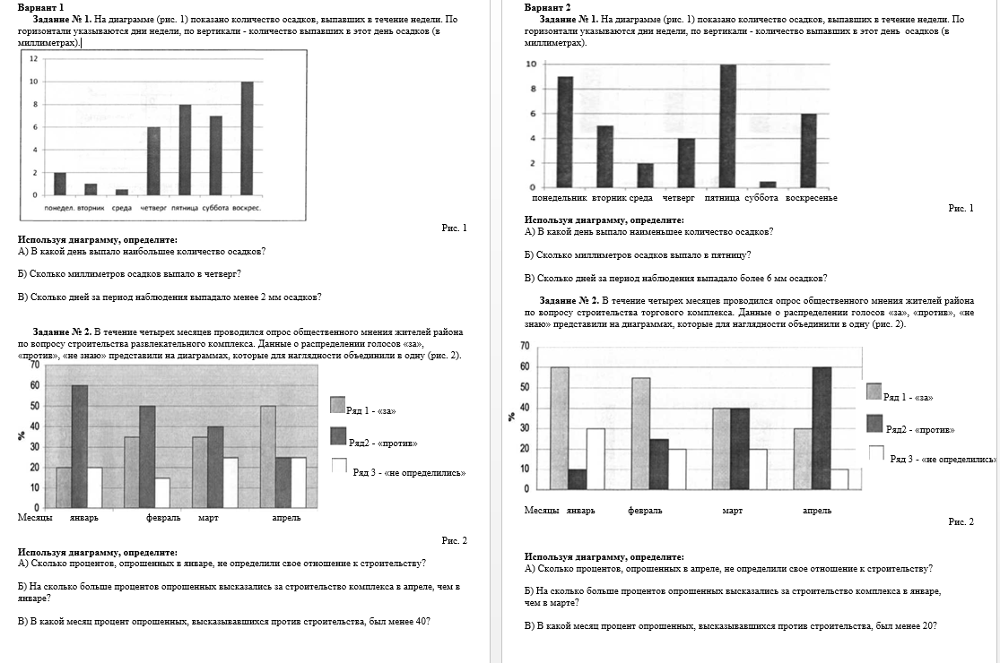 Вариант 1
Задание № 1. На диаграмме (рис. 1) показано количество осадков, выпавших в течение недели. По
горизонтали указываются дни недели, по вертикали - количество выпавших в этот день осадков (в
миллиметрах).
12
10
8
6
4
2
0
понедел. вторник среда четверг пятница суббота воскрес.
Рис. 1
Используя диаграмму, определите:
А) В какой день выпало наибольшее количество осадков?
Б) Сколько миллиметров осадков выпало в четверг?
В) Сколько дней за период наблюдения выпадало менее 2 мм осадков?
Задание № 2. В течение четырех месяцев проводился опрос общественного мнения жителей района
по вопросу строительства развлекательного комплекса. Данные о распределении голосов «за»,
«против», «не знаю» представили на диаграммах, которые для наглядности объединили в одну (рис. 2).
70
60
50
40
30
20
10
0
%
Ряд 1 - «за»
Ряд2 - «против»
Ряд 3 - «не определились»
Месяцы январь февраль март апрель
Рис. 2
Используя диаграмму, определите:
А) Сколько процентов, опрошенных в январе, не определили свое отношение к строительству?
Б) На сколько больше процентов опрошенных высказались за строительство комплекса в апреле, чем в
январе?
В) В какой месяц процент опрошенных, высказывавшихся против строительства, был менее 40?
Вариант 2
Задание № 1. На диаграмме (рис. 1) показано количество осадков, выпавших в течение недели. По
горизонтали указываются дни недели, по вертикали - количество выпавших в этот день осадков (в
миллиметрах).
10
8
6
4
2
0
понедельник вторник среда четверг пятница суббота воскресенье
Рис. 1
Используя диаграмму, определите:
А) В какой день выпало наименьшее количество осадков?
Б) Сколько миллиметров осадков выпало в пятницу?
В) Сколько дней за период наблюдения выпадало более 6 мм осадков?
Задание № 2. В течение четырех месяцев проводился опрос общественного мнения жителей района
по вопросу строительства торгового комплекса. Данные о распределении голосов «за», «против», «не
знаю» представили на диаграммах, которые для наглядности объединили в одну (рис. 2).
70
60
50
40
30
20
10
0
%
Ряд 1 - «за»
Ряд2 - «против»
Ряд 3 - «не определились»
Месяцы январь февраль март апрель
Рис. 2
Используя диаграмму, определите:
А) Сколько процентов, опрошенных в апреле, не определили свое отношение к строительству?
Б) На сколько больше процентов опрошенных высказались за строительство комплекса в январе,
чем в марте?
В) В какой месяц процент опрошенных, высказывавшихся против строительства, был менее 20?